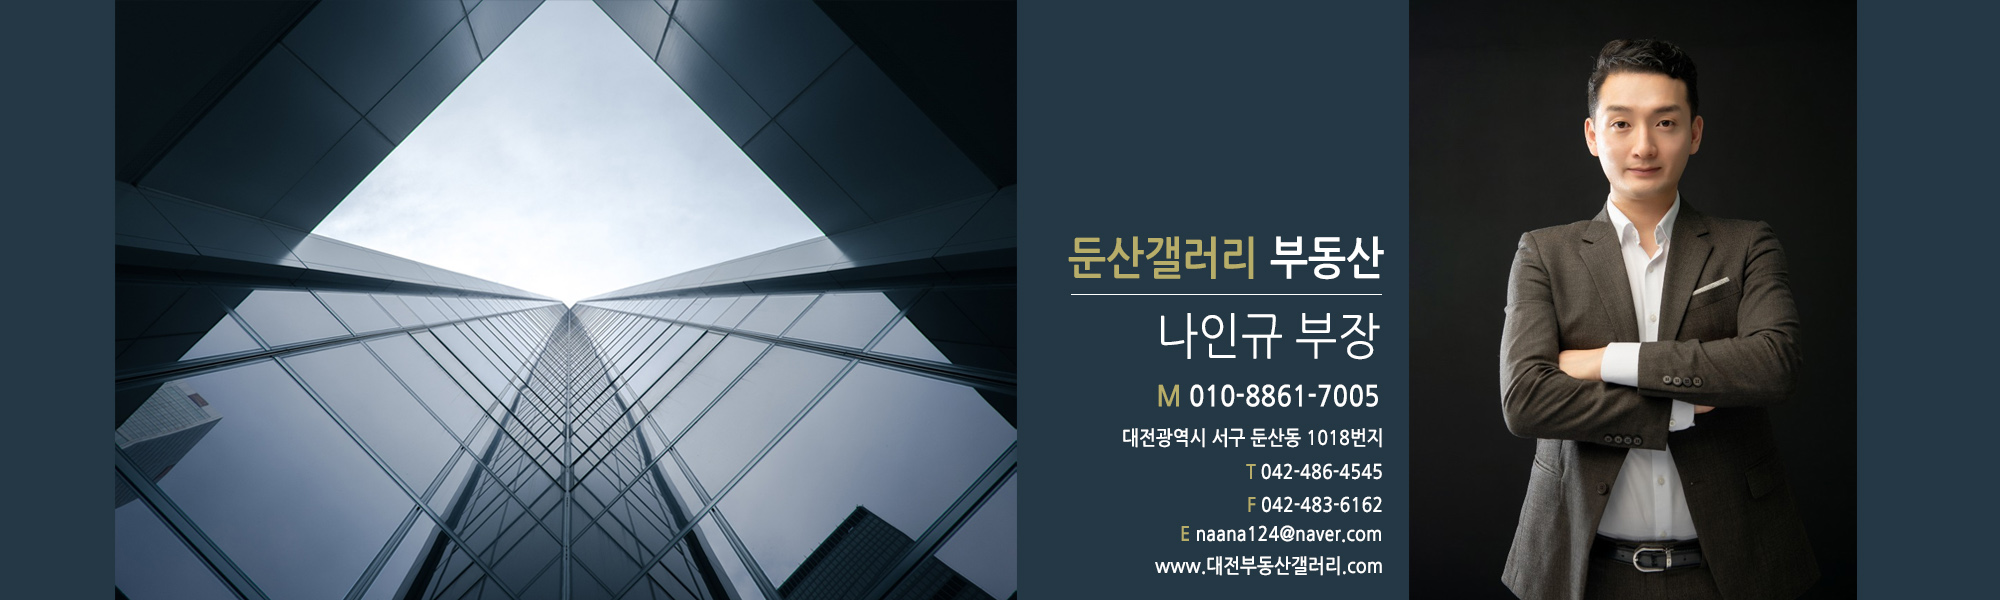 둔산갤러리 부동산
나인규 부장
M 010-8861-7005
대전광역시 서구 둔산동 1018번지
T 042-486-4545
F 042-483-6162
E naana124@naver.com
www.대전부동산갤러리.com